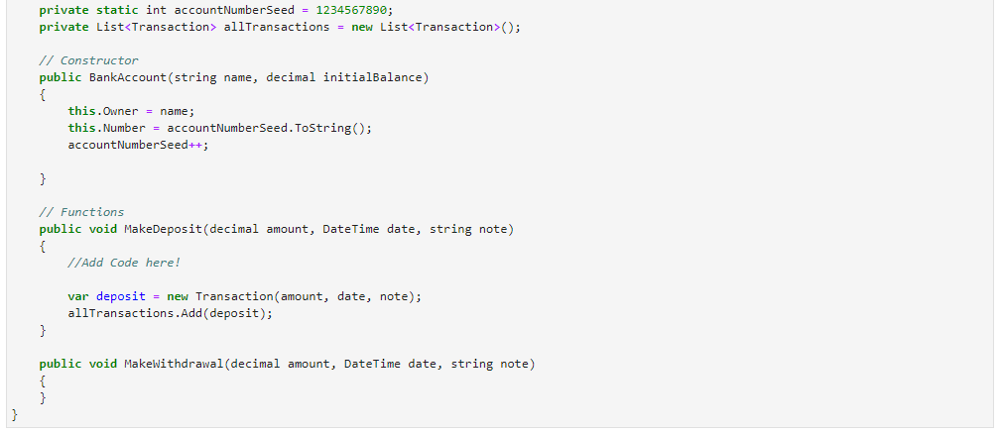 private static int accountNumberSeed = 1234567890;
private List<Transaction> allTransactions = new List<Transaction>();
// Constructor
public BankAccount(string name, decimal initialBalance)
{
this.Owner = name;
this.Number = accountNumberSeed.ToString();
accountNumberSeed++;
}
// Functions
public void MakeDeposit(decimal amount, DateTime date, string note)
{
//Add Code here!
var deposit = new Transaction(amount, date, note);
allTransactions.Add(deposit);
}
public void MakeWithdrawal(decimal amount, DateTime date, string note)
{
}
}